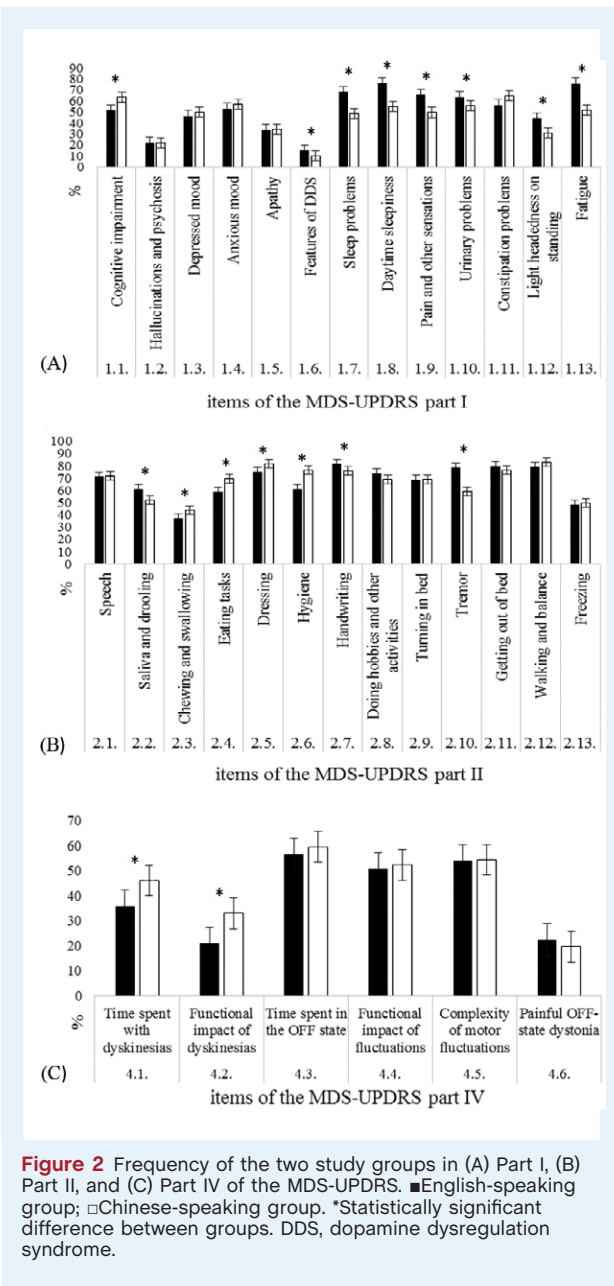 90
80
70
60
50
40
30
20
10
0
%
* * * * * * * *
Cognitive impairment
Hallucinations and psychosis
Depressed mood
Anxious mood
Apathy
Features of DDS
Sleep problems
Daytime sleepiness
Pain and other sensations
Urinary problems
Constipation problems
Light headedness on
standing
Fatigue
(A) 1.1. 1.2. 1.3. 1.4. 1.5. 1.6. 1.7. 1.8. 1.9. 1.10. 1.11. 1.12. 1.13.
items of the MDS-UPDRS part I
100
90
80
70
60
50
40
30
20
10
0
%
* * * * * * *
Speech
Saliva and drooling
Chewing and swallowing
Eating tasks
Dressing
Hygiene
Handwriting
Doing hobbies and other
activities
Turning in bed
Tremor
Getting out of bed
Walking and balance
Freezing
(B) 2.1. 2.2. 2.3. 2.4. 2.5. 2.6. 2.7. 2.8. 2.9. 2.10. 2.11. 2.12. 2.13.
items of the MDS-UPDRS part II
70
60
50
40
30
20
10
0
%
* *
Time spent
with
dyskinesias
Functional
impact of
dyskinesias
Time spent in
the OFF state
Functional
impact of
fluctuations
Complexity
of motor
fluctuations
Painful OFF-
state dystonia
(C) 4.1. 4.2. 4.3. 4.4. 4.5. 4.6.
items of the MDS-UPDRS part IV
Figure 2 Frequency of the two study groups in (A) Part I, (B)
Part II, and (C) Part IV of the MDS-UPDRS. ■English-speaking
group; □Chinese-speaking group. *Statistically significant
difference between groups. DDS, dopamine dysregulation
syndrome.